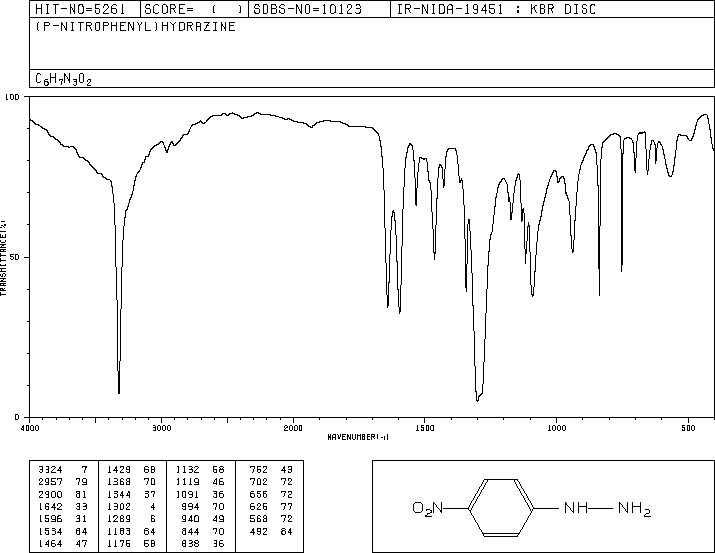 HIT-NO=5261 SCORE= ( ) SDBS-NO=10123 IR-NIDA-19451 : KBR DISC
(P-NITROPHENYL)HYDRAZINE
C6H7N3O2
100
50
0
TRANSMITTANCE(%)
4000 3000 2000 1500 1000 500
WAVENUMBER(-1)
3324 7 1429 68 1132 58 752 43
2957 79 1368 70 1119 46 702 72
2900 81 1344 37 1091 36 656 72
1642 33 1302 4 994 70 626 77
1596 31 1289 6 940 49 568 72
1534 64 1183 64 844 70 492 84
1464 47 1176 60 838 36
O2N NH NH2